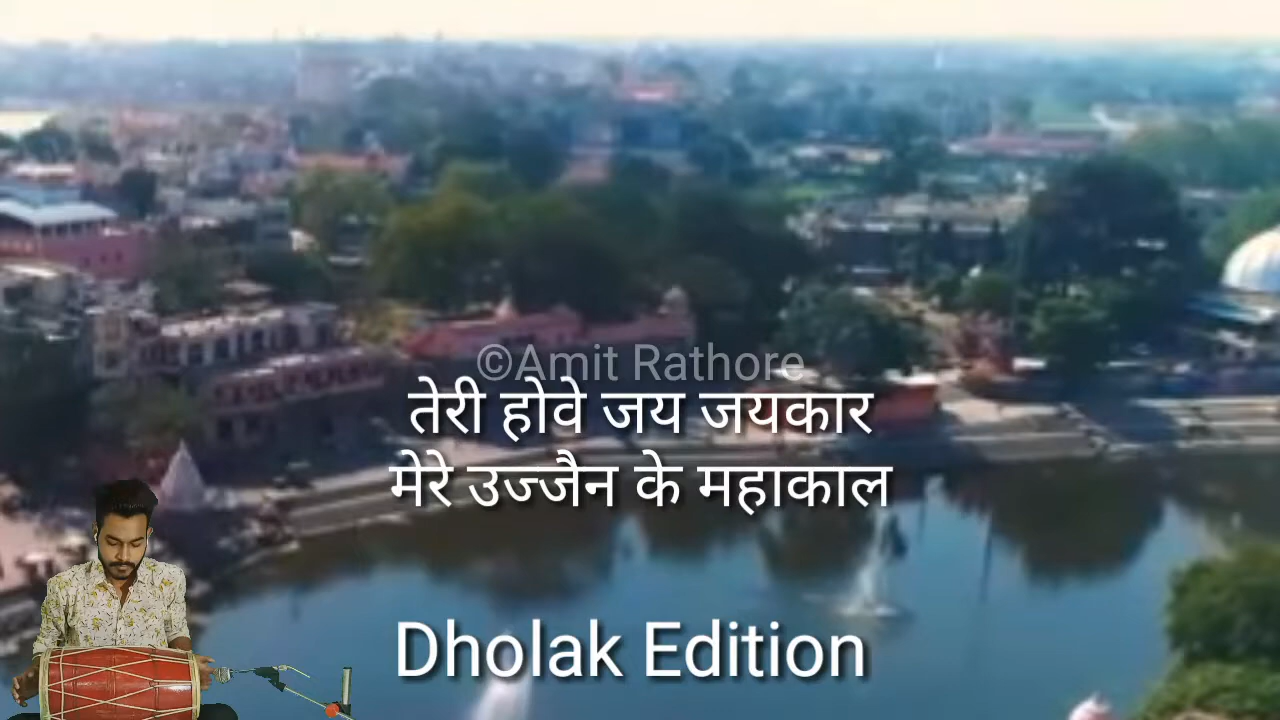 ©Amit Rathore
तेरी होवे जय जयकार
मेरे उज्जैन के महाकाल
Dholak Edition